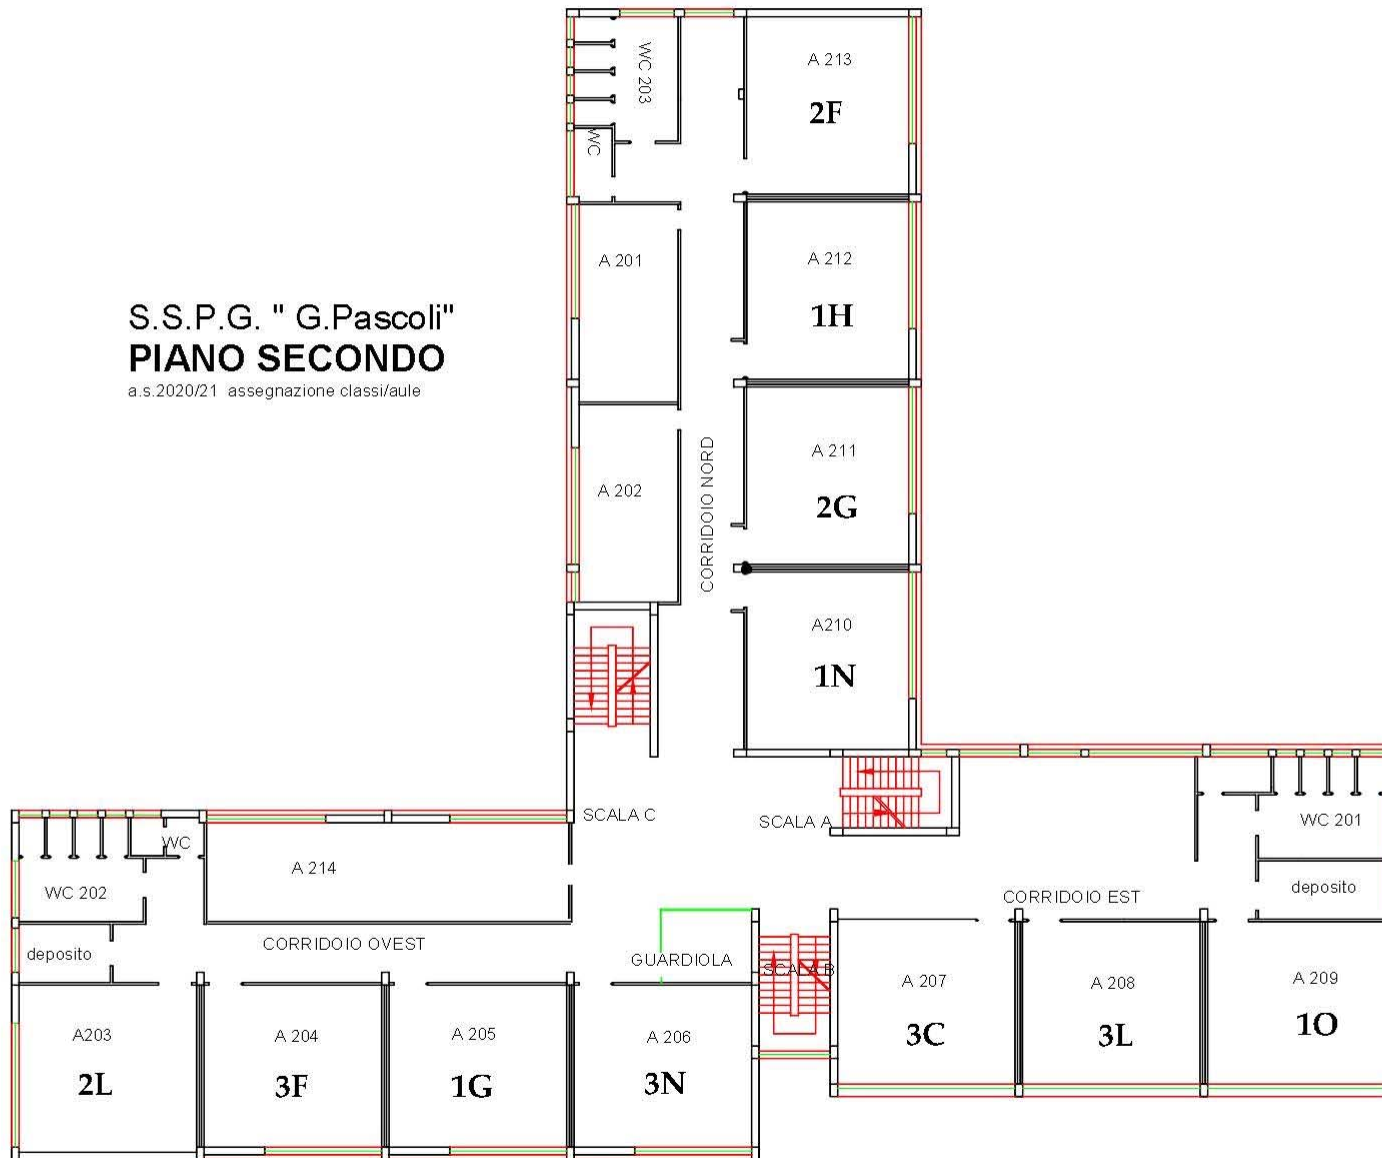 WC 203
A 213
2F
WC
A 201
A 212
1H
S.S.P.G. " G.Pascoli"
PIANO SECONDO
a.s.2020/21 assegnazione classi/aule
A 202
CORRIDOIO NORD
A 211
2G
A210
1N
SCALA C
SCALA A
WC 201
WC
A 214
WC 202
deposito
CORRIDOIO EST
CORRIDOIO OVEST
deposito
GUARDIOLA
SCALA B
A 207
3C
A 208
3L
A 209
1O
A203
2L
A 204
3F
A 205
1G
A 206
3N